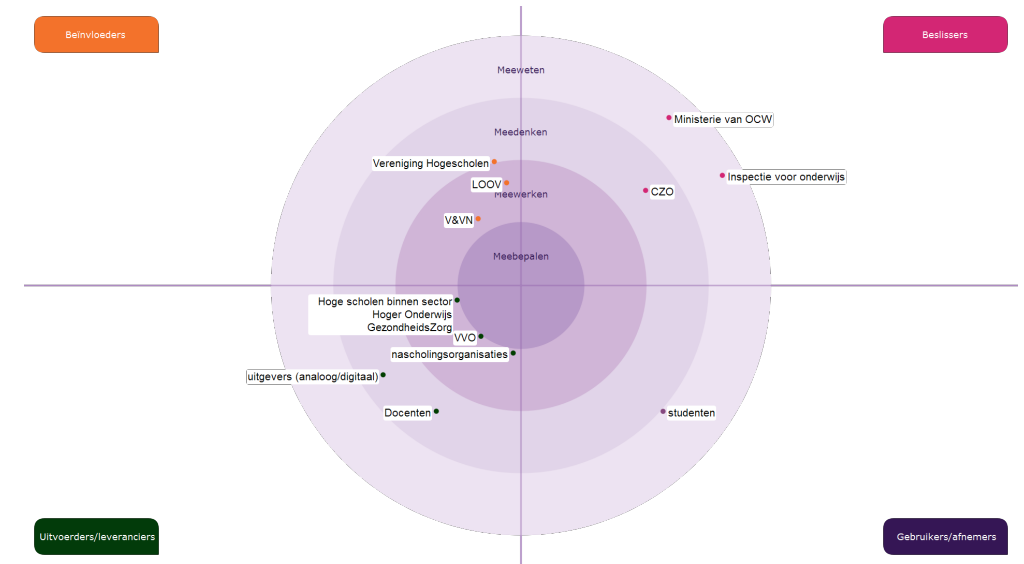 Beïnvloeders
Beslissers
Meeweten
Ministerie van OCW
Meedenken
Vereniging Hogescholen
Inspectie voor onderwijs
LOOV
CZO
Meewerken
V&VN
Meebepalen
Hoge scholen binnen sector
Hoger Onderwijs
GezondheidsZorg
VVO
nascholingsorganisaties
uitgevers (analoog/digitaal)
Docenten
studenten
Uitvoerders/leveranciers
Gebruikers/afnemers